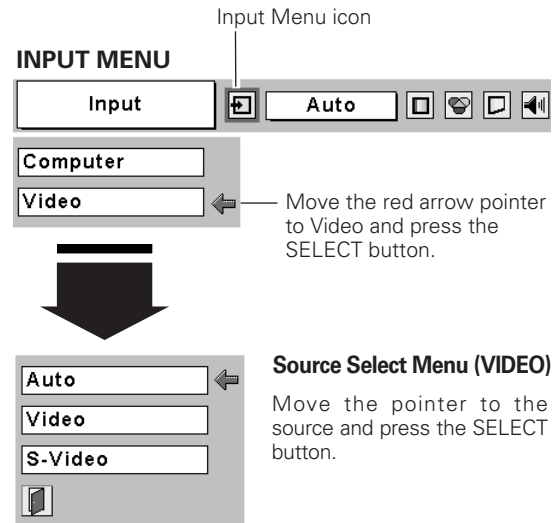 Input Menu icon
INPUT MENU
Input
Auto
Computer
Video
Move the red arrow pointer
to Video and press the
SELECT button.
Auto
Video
S-Video
Source Select Menu (VIDEO)
Move the pointer to the
source and press the SELECT
button.